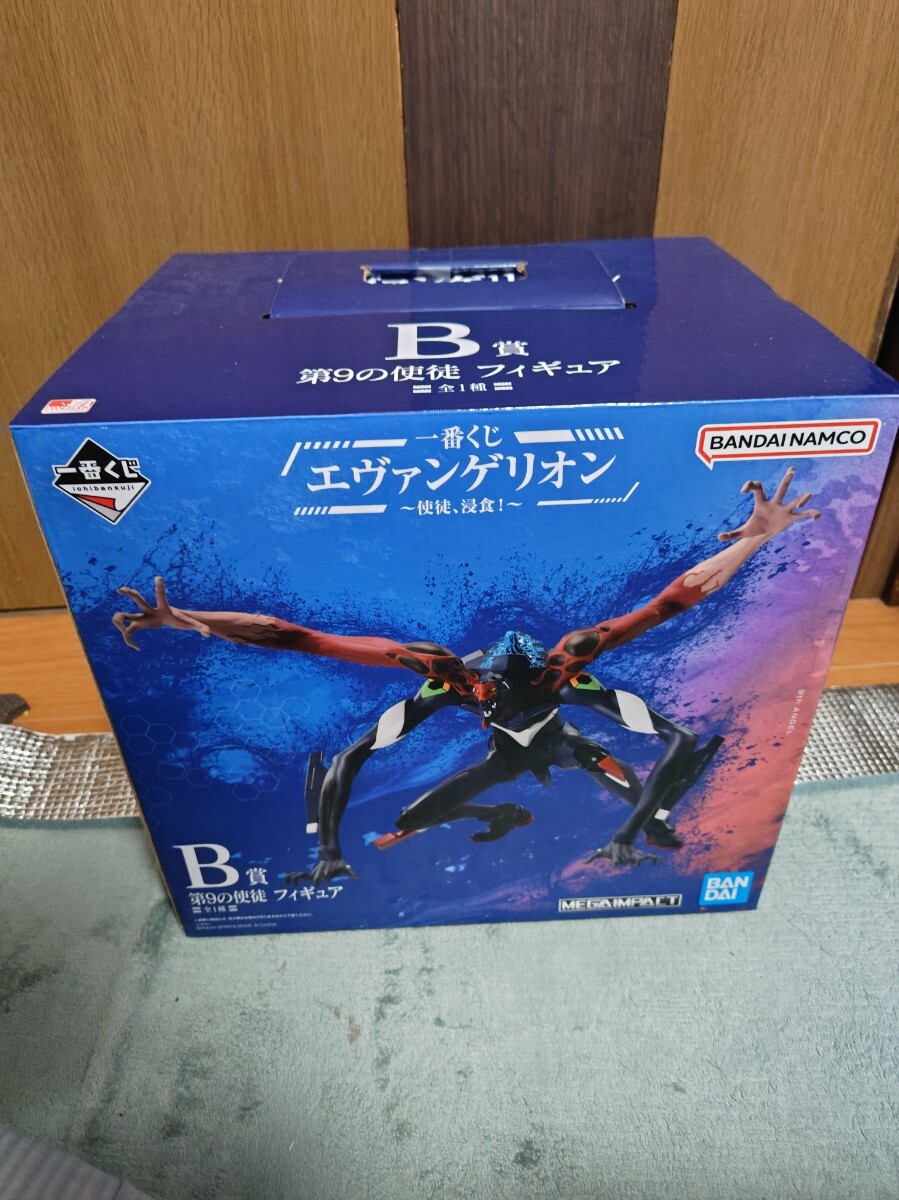 B賞
第9の使徒 フィギュア
全1種
一番くじ
ichibankuji
一番くじ
エヴァンゲリオン
~使徒、浸食!~
BANDAI NAMCO
9TH ANGEL
B賞
第9の使徒 フィギュア
全1種
MEGAIMPACT
BAN
DAI